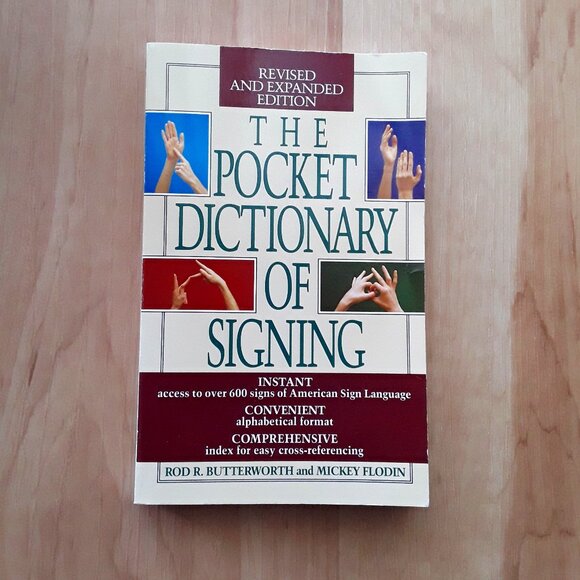 REVISED
AND EXPANDED
EDITION
THE
POCKET
DICTIONARY
OF
SIGNING
INSTANT
access to over 600 signs of American Sign Language
CONVENIENT
alphabetical format
COMPREHENSIVE
index for easy cross-referencing
ROD R. BUTTERWORTH and MICKEY FLODIN